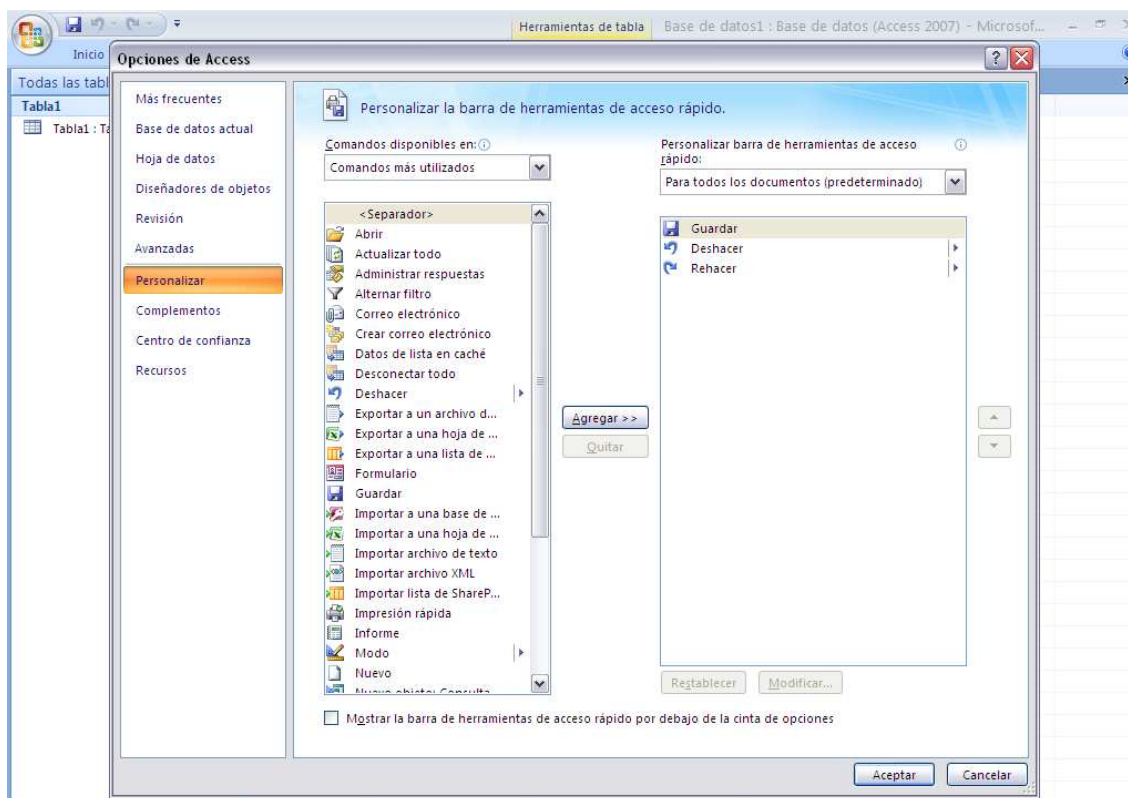 Herramientas de tabla Base de datos1 : Base de datos (Access 2007) - Microsof...
Inicio
Todas las tabl
Tabla1
Tabla1 : Ta
Opciones de Access
Más frecuentes
Base de datos actual
Hoja de datos
Diseñadores de objetos
Revisión
Avanzadas
Personalizar
Complementos
Centro de confianza
Recursos
Personalizar la barra de herramientas de acceso rápido.
Comandos disponibles en:
Comandos más utilizados
<Separador>
Abrir
Actualizar todo
Administrar respuestas
Alternar filtro
Correo electrónico
Crear correo electrónico
Datos de lista en caché
Desconectar todo
Deshacer
Exportar a un archivo d...
Exportar a una hoja de ...
Exportar a una lista de ...
Formulario
Guardar
Importar a una base de ...
Importar a una hoja de ...
Importar archivo de texto
Importar archivo XML
Importar lista de ShareP...
Impresión rápida
Informe
Modo
Nuevo
Nuevo objeto: Consulta
Agregar >>
Quitar
Personalizar barra de herramientas de acceso
rápido:
Para todos los documentos (predeterminado)
Guardar
Deshacer
Rehacer
Restablecer Modificar...
Mostrar la barra de herramientas de acceso rápido por debajo de la cinta de opciones
Aceptar Cancelar